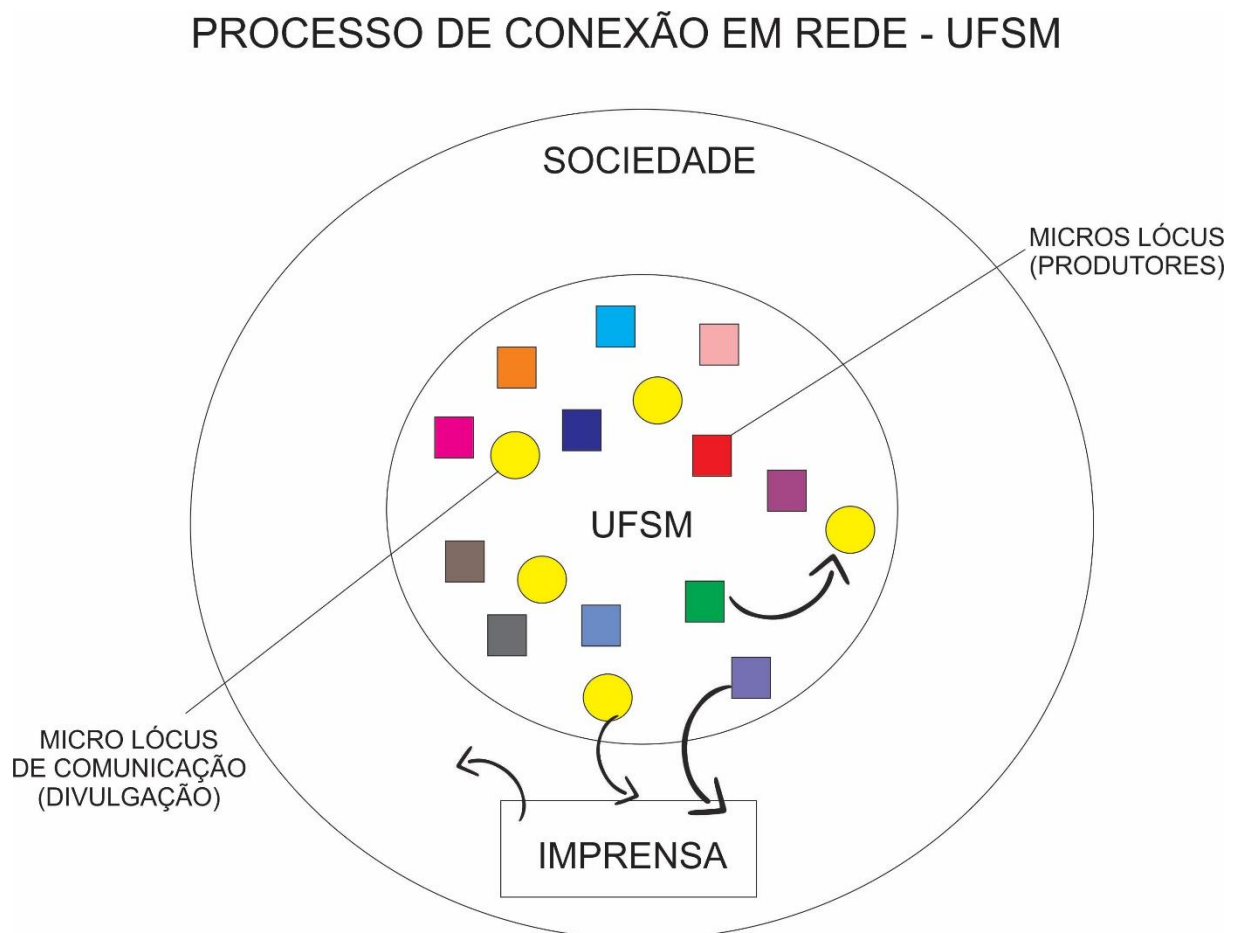 PROCESSO DE CONEXÃO EM REDE - UFSM
SOCIEDADE
MICROS LÓCUS
(PRODUTORES)
UFSM
MICRO LÓCUS
DE COMUNICAÇÃO
(DIVULGAÇÃO)
IMPRENSA